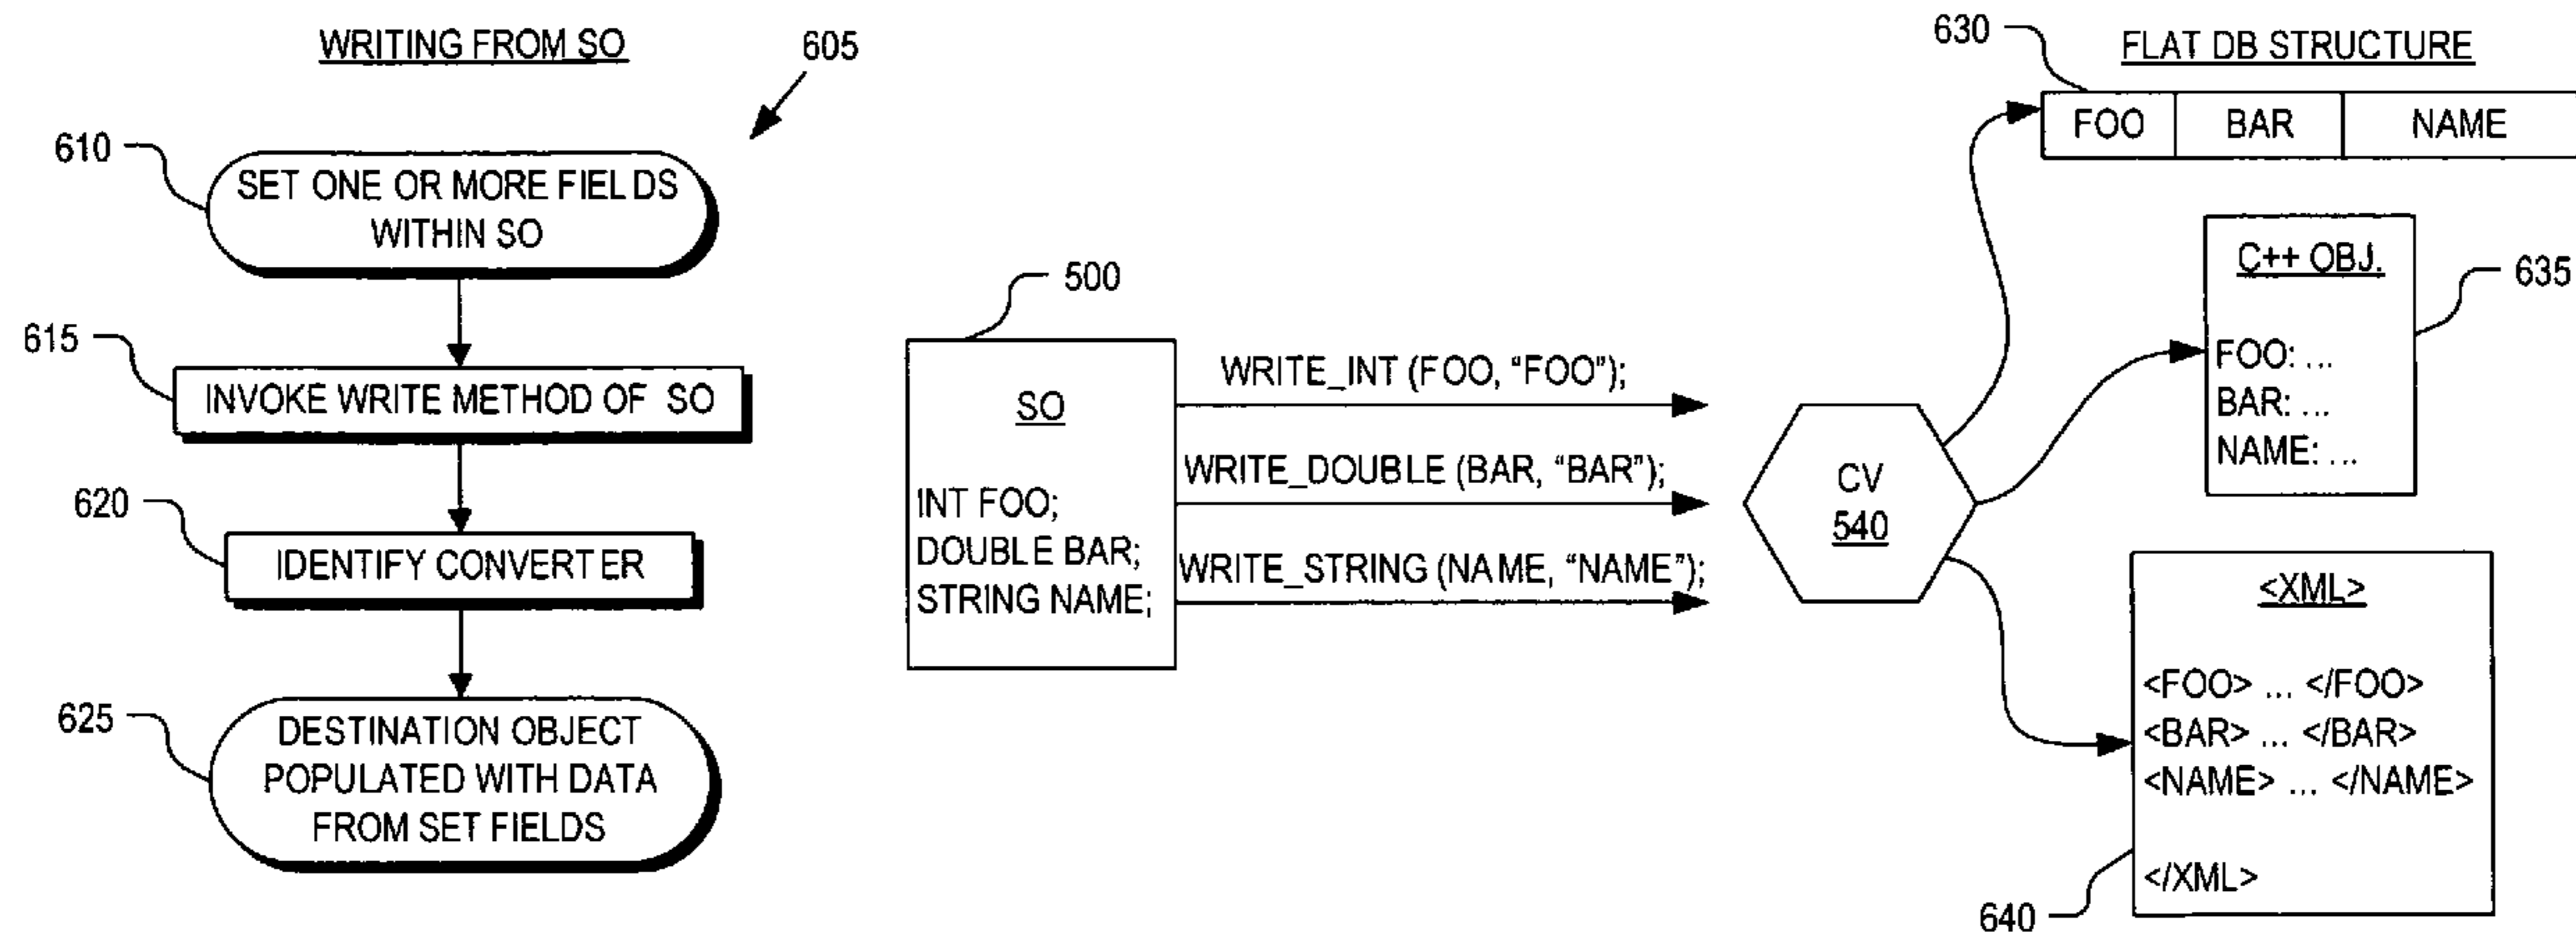 WRITING FROM SO
605
610
SET ONE OR MORE FIELDS
WITHIN SO
615
INVOKE WRITE METHOD OF SO
620
IDENTIFY CONVERTER
625
DESTINATION OBJECT
POPULATED WITH DATA
FROM SET FIELDS
500
SO
INT FOO;
DOUBLE BAR;
STRING NAME;
WRITE_INT (FOO, “FOO”);
WRITE_DOUBLE (BAR, “BAR”);
WRITE_STRING (NAME, “NAME”);
CV
540
630
FLAT DB STRUCTURE
FOO BAR NAME
C++ OBJ.
635
FOO: ...
BAR: ...
NAME: ...
<XML>
<FOO> ... </FOO>
<BAR> ... </BAR>
<NAME> ... </NAME>
</XML>
640